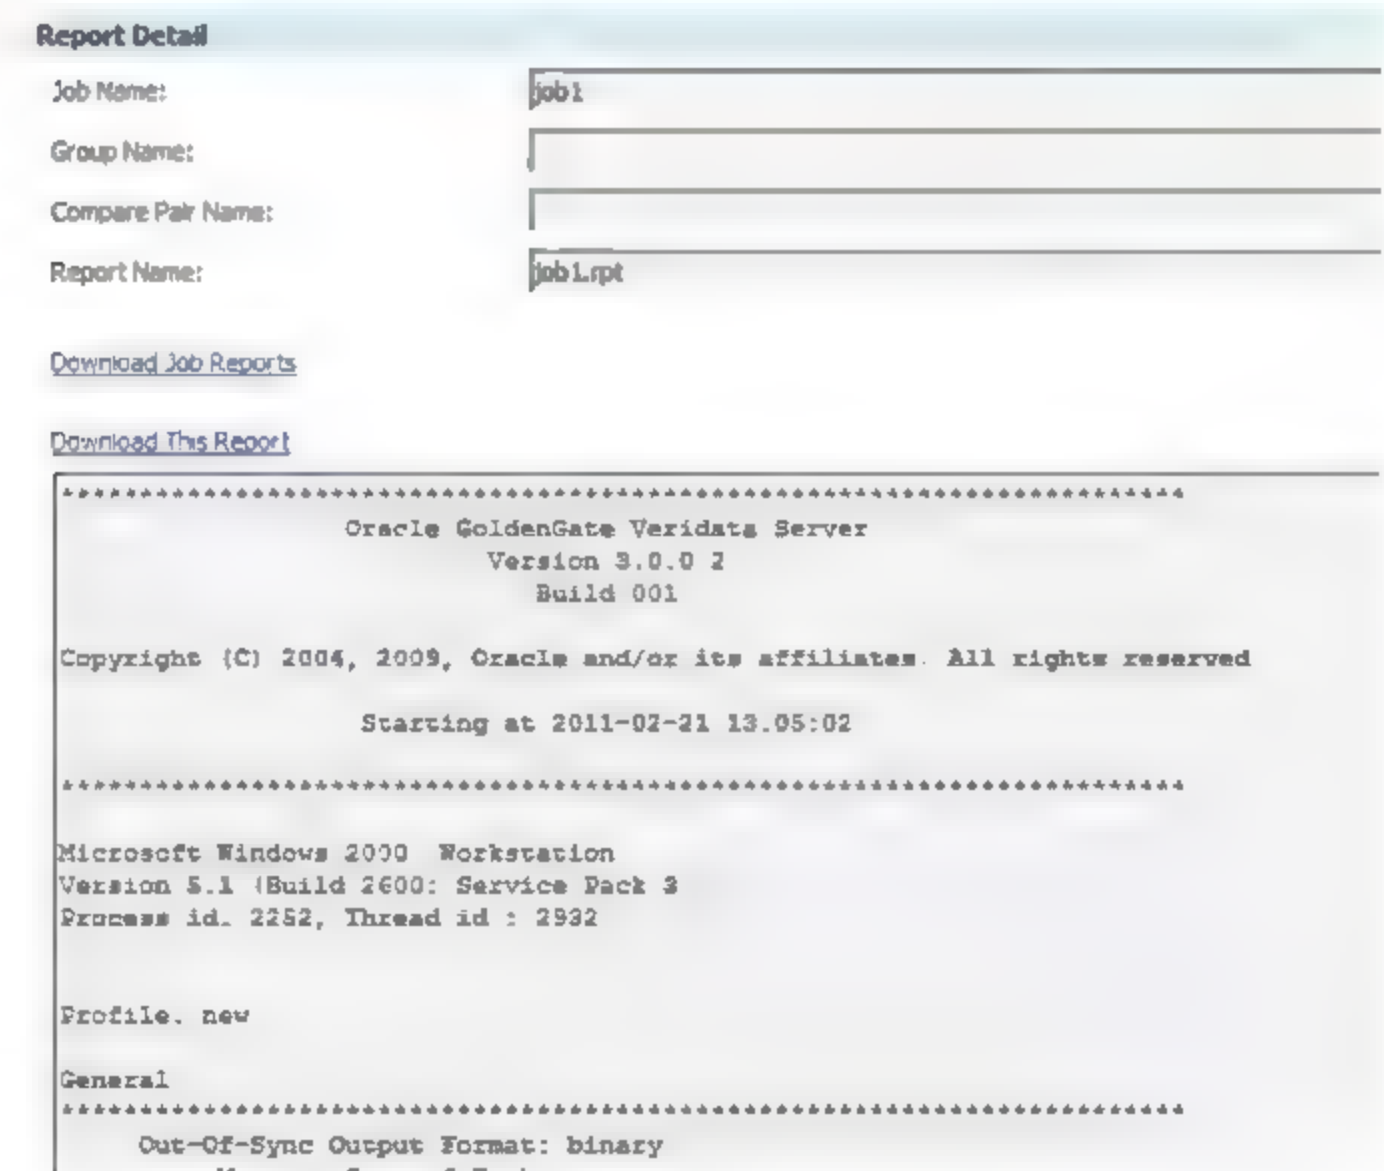 Report Detail
Job Name: job1
Group Name:
Compare Pair Name:
Report Name: job1.rpt
Download Job Reports
Download This Report
************************************************************************
Oracle GoldenGate Veridata Server
Version 3.0.0 2
Build 001
Copyright (C) 2004, 2009, Oracle and/or its affiliates. All rights reserved
Starting at 2011-02-21 13.05:02
************************************************************************
Microsoft Windows 2000 Workstation
Version 5.1 (Build 2600: Service Pack 3
Process id. 2252, Thread id : 2932
Profile. new
General
************************************************************************
Out-Of-Sync Output Format: binary